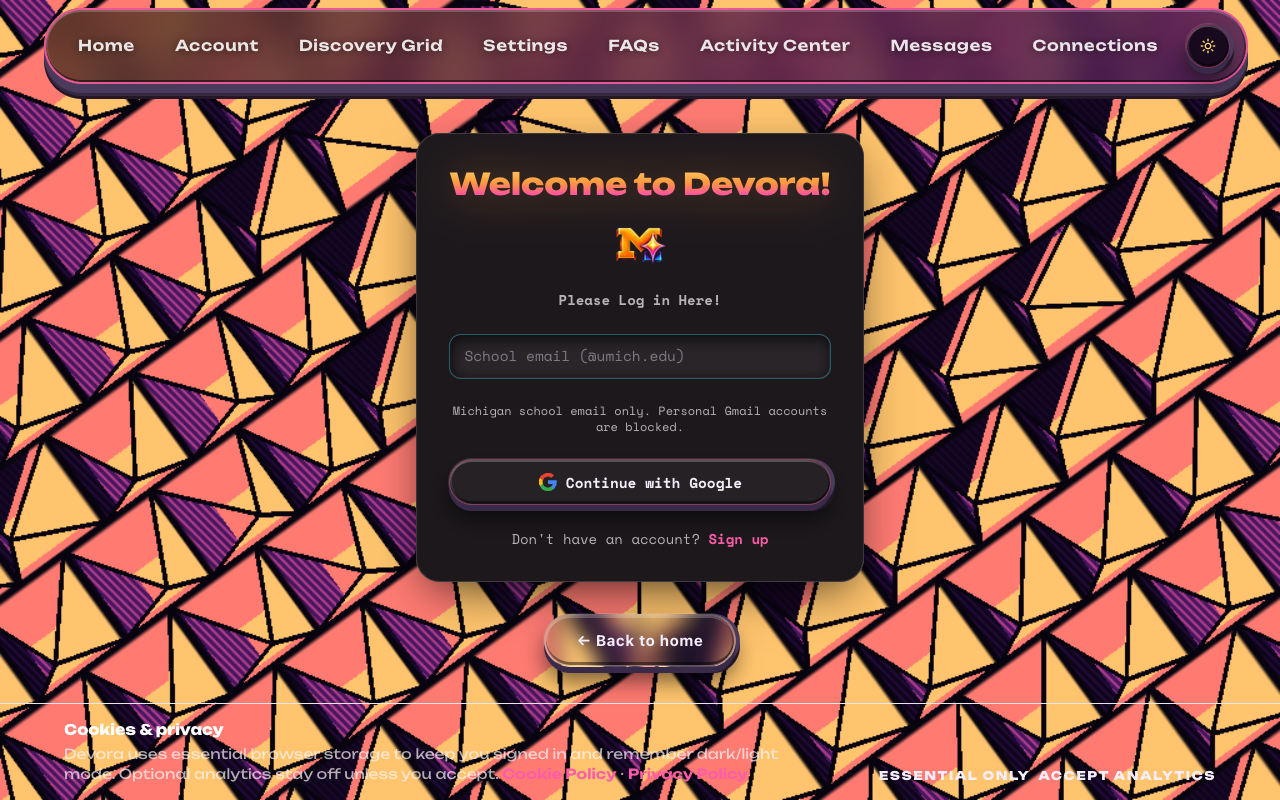 Home Account Discovery Grid Settings FAQs Activity Center Messages Connections
Welcome to Devora!
M
Please Log in Here!
School email (@umich.edu)
Michigan school email only. Personal Gmail accounts
are blocked.
Continue with Google
Don't have an account? Sign up
← Back to home
Cookies & privacy
Devora uses essential browser storage to keep you signed in and remember dark/light
mode. Optional analytics stay off unless you accept. Cookie Policy · Privacy Policy
ESSENTIAL ONLY ACCEPT ANALYTICS